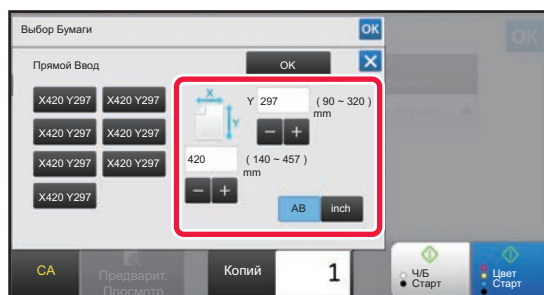 Выбор Бумаги
OK
OK
Прямой Ввод
OK
X420 Y297 X420 Y297
X420 Y297 X420 Y297
X420 Y297 X420 Y297
X420 Y297
X
Y
Y 297 ( 90 ~ 320 )
mm
420 ( 140 ~ 457 )
mm
AB inch
CA
Предварит.
Просмотр
Копий 1
Ч/Б
Старт
Цвет
Старт